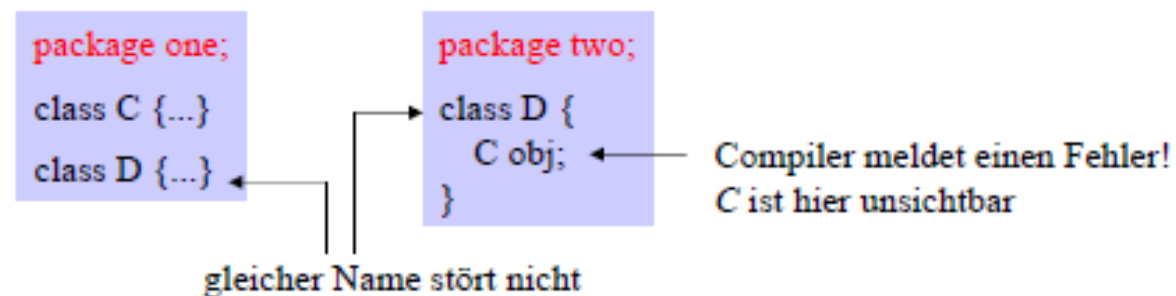 package one;
class C {...}
class D {...}
package two;
class D {
C obj;
}
Compiler meldet einen Fehler!
C ist hier unsichtbar
gleicher Name stört nicht